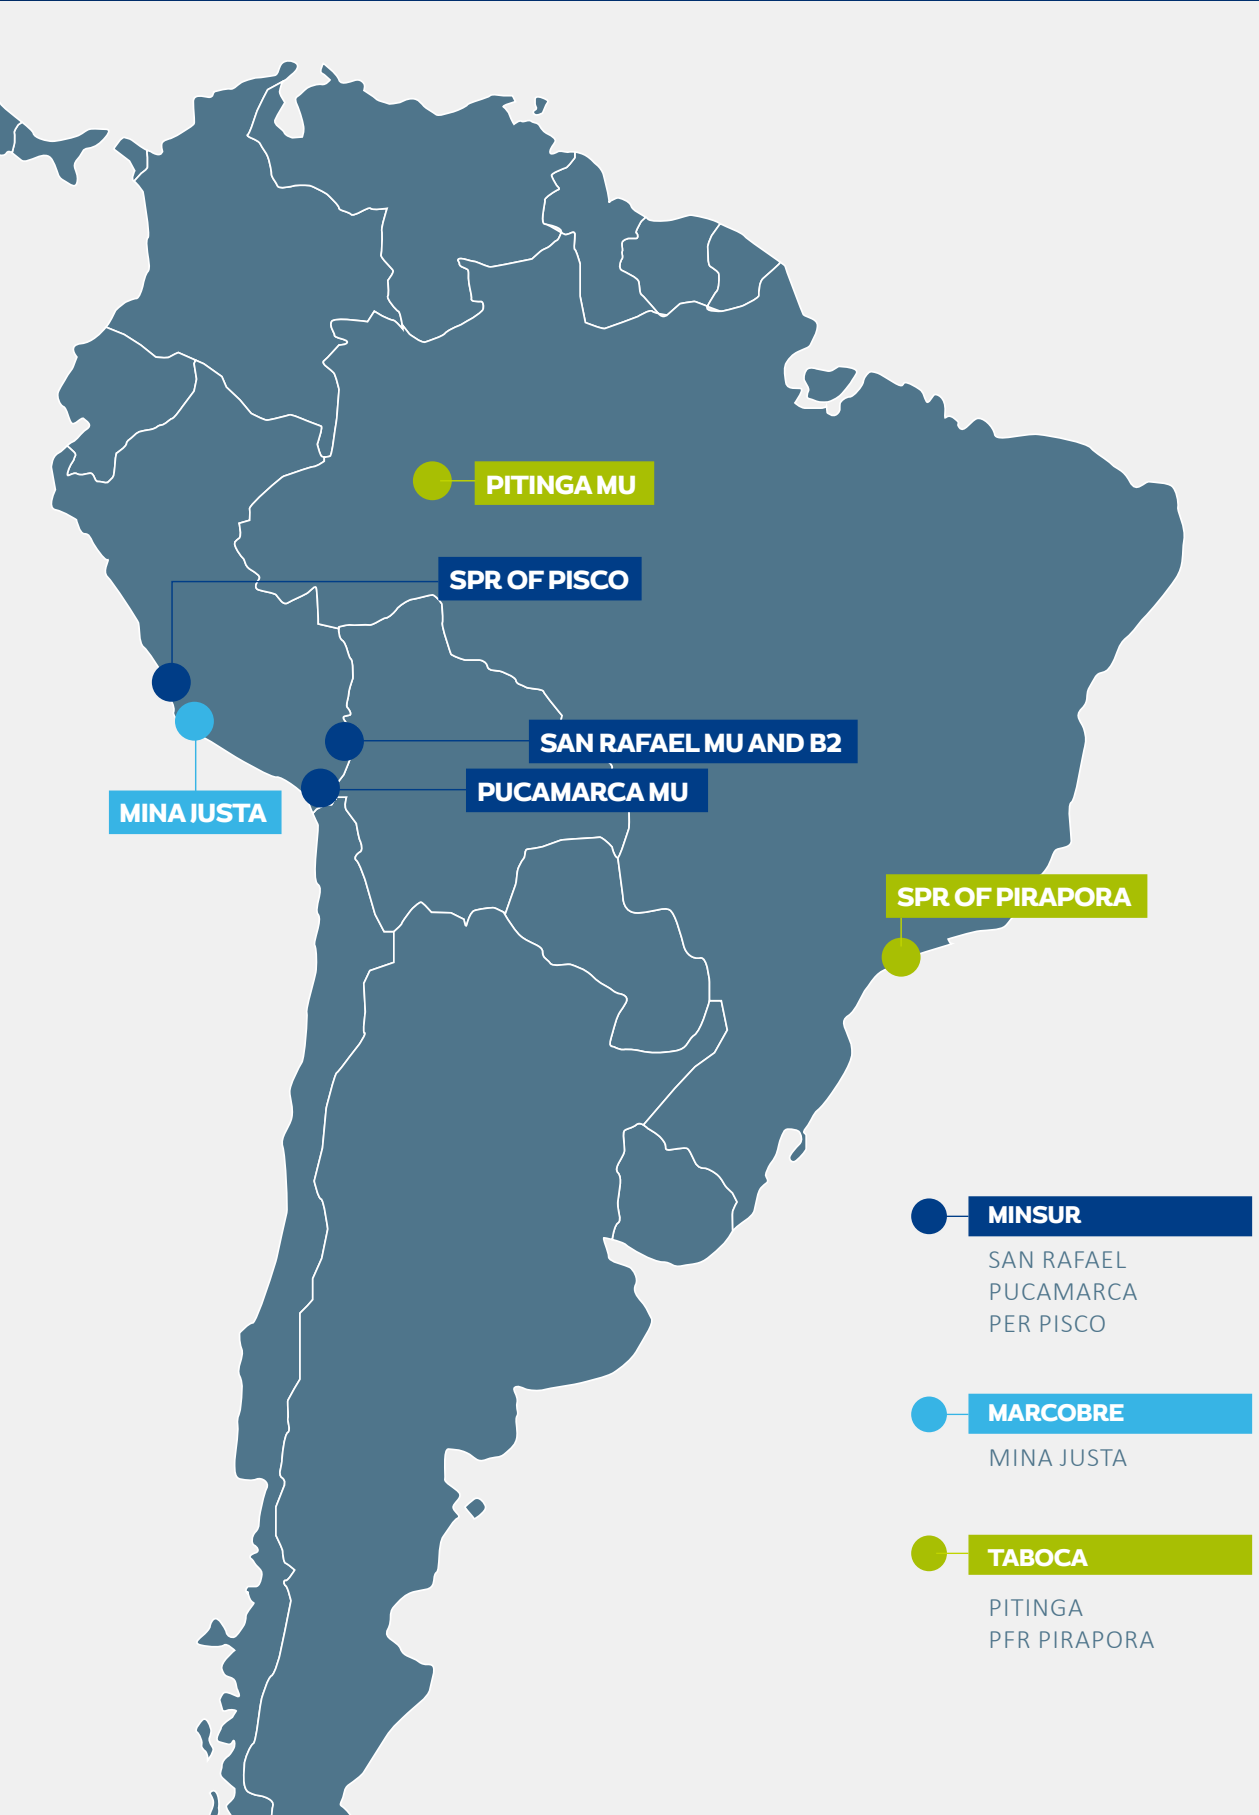 PITINGA MU
SPR OF PISCO
SAN RAFAEL MU AND B2
PUCAMARCA MU
MINA JUSTA
SPR OF PIRAPORA
MINSUR
SAN RAFAEL
PUCAMARCA
PER PISCO
MARCOBRE
MINA JUSTA
TABOCA
PITINGA
PFR PIRAPORA